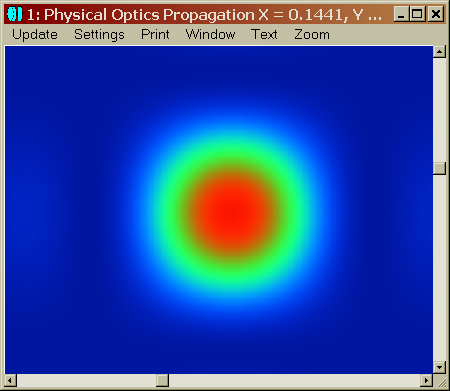 1: Physical Optics Propagation X = 0.1441, Y ...
Update Settings Print Window Text Zoom